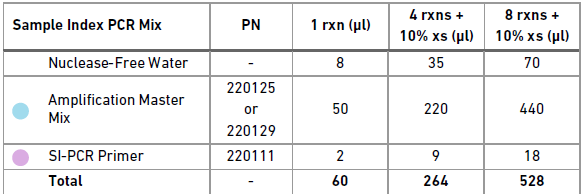 Sample Index PCR Mix PN 1 rxn (µl) 4 rxns + 10% xs (µl) 8 rxns + 10% xs (µl)
Nuclease-Free Water - 8 35 70
Amplification Master Mix 220125 or 220129 50 220 440
SI-PCR Primer 220111 2 9 18
Total - 60 264 528